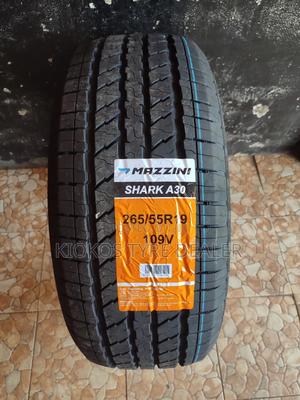 MAZZINI
SHARK A30
265/55R19
109V
KIOKOS TYRE DEALER